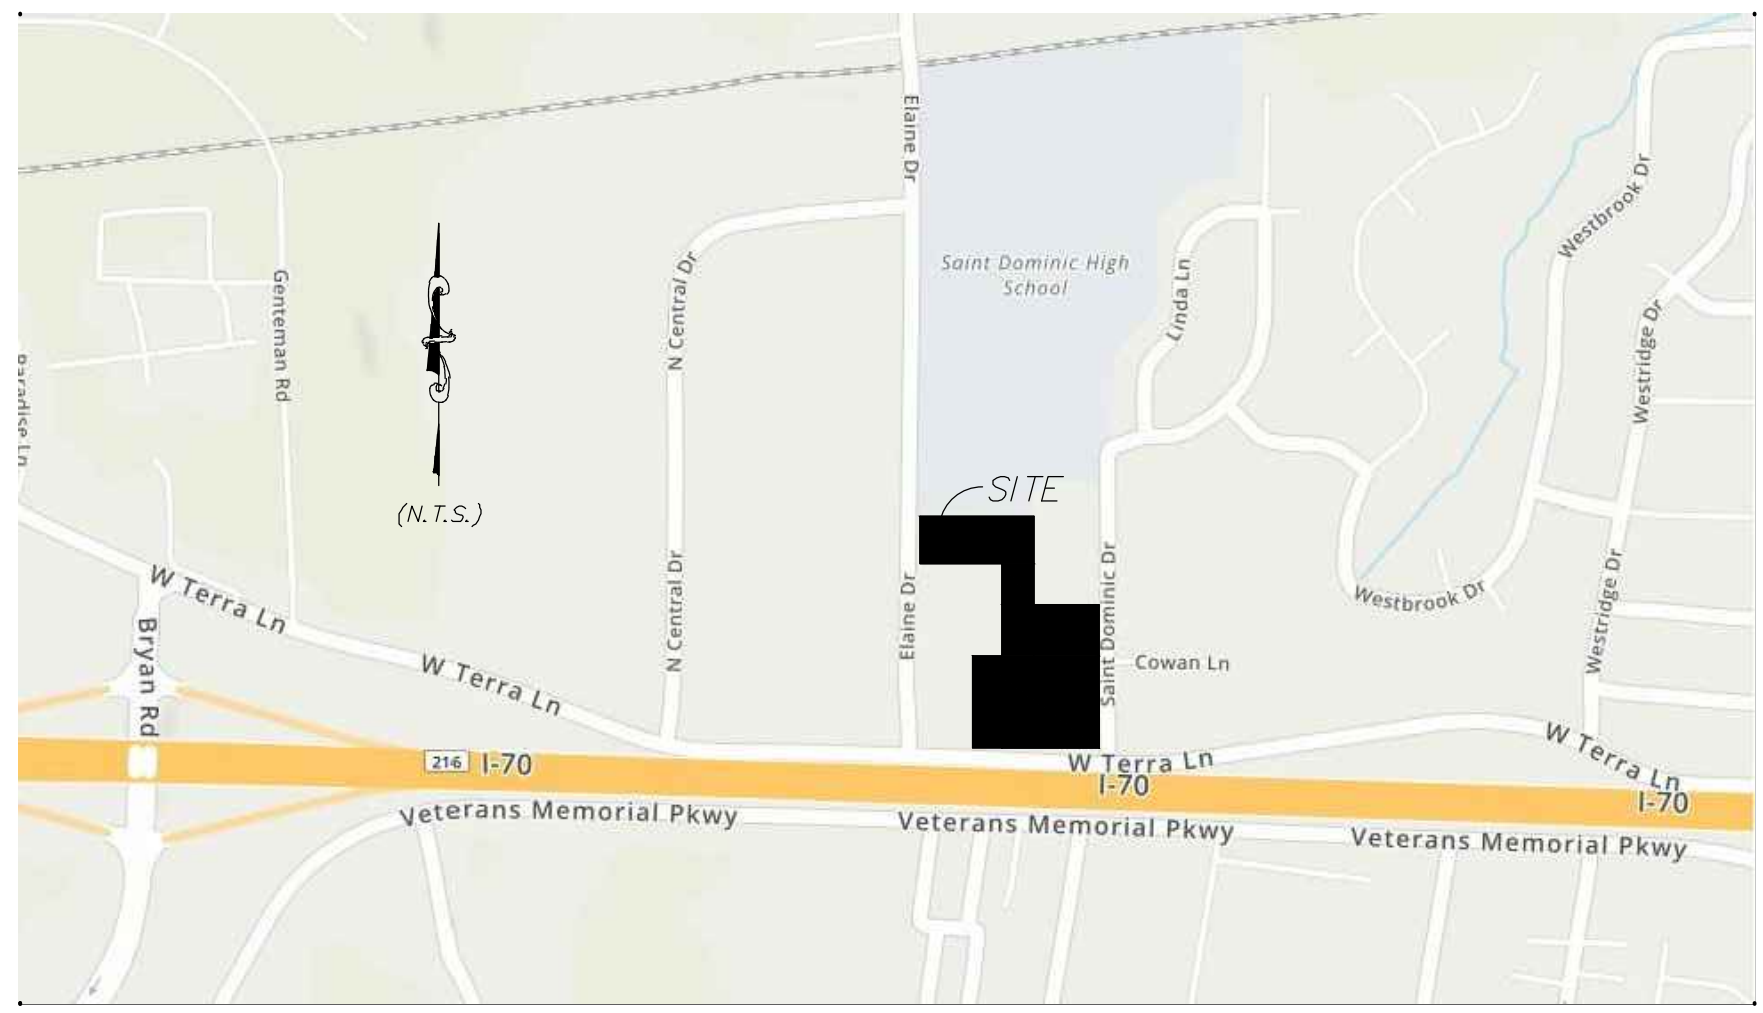 Elaine Dr
Westbrook Dr
Saint Dominic High
School
Genteman Rd
N Central Dr
Linda Ln
Westridge Dr
Paradise Ln
SITE
(N.T.S.)
W Terra Ln
Bryan Rd
N Central Dr
Elaine Dr
Saint Dominic Dr
Westbrook Dr
Westridge Dr
Cowan Ln
W Terra Ln
W Terra Ln
W Terra Ln
216
I-70
I-70
I-70
Veterans Memorial Pkwy
Veterans Memorial Pkwy
Veterans Memorial Pkwy